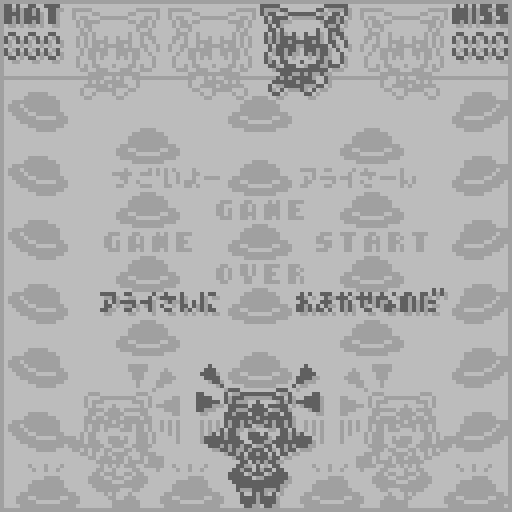 HAT MISS
000 000
すごいよー アライさーん
GAME
GAME START
OVER
アライさんに おまかせなのだ